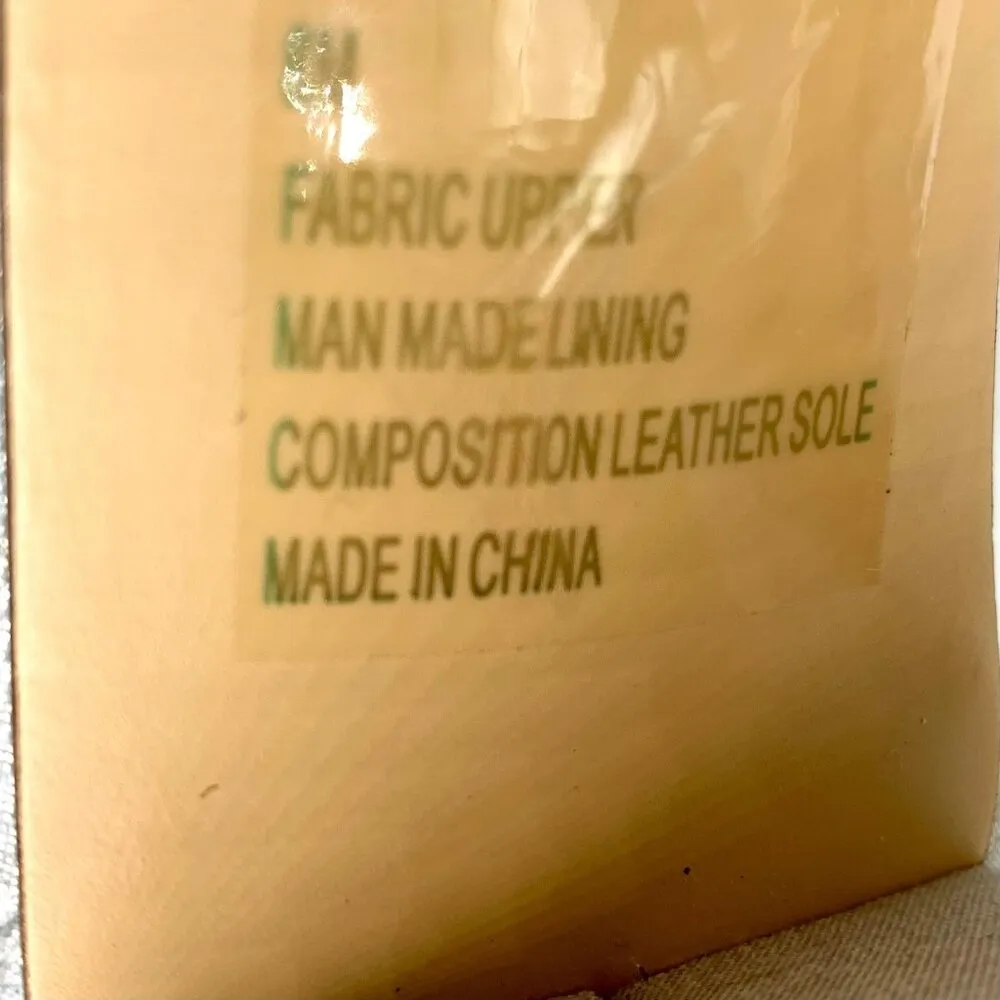 FABRIC UPPER
MAN MADE LINING
COMPOSITION LEATHER SOLE
MADE IN CHINA